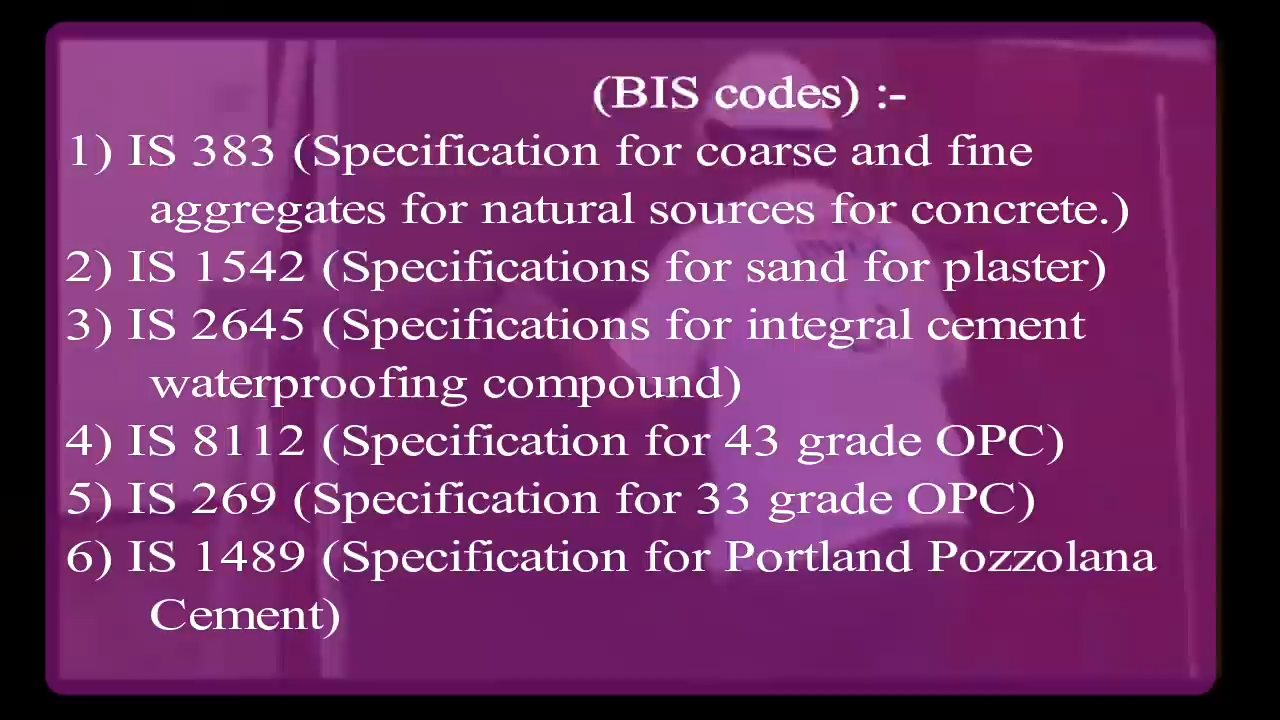 (BIS codes) :-
1) IS 383 (Specification for coarse and fine
aggregates for natural sources for concrete.)
2) IS 1542 (Specifications for sand for plaster)
3) IS 2645 (Specifications for integral cement
waterproofing compound)
4) IS 8112 (Specification for 43 grade OPC)
5) IS 269 (Specification for 33 grade OPC)
6) IS 1489 (Specification for Portland Pozzolana
Cement)